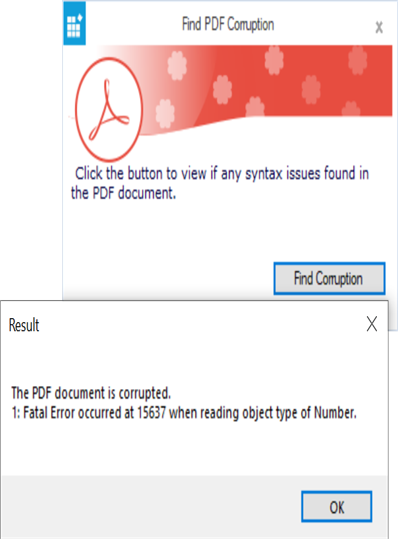 Find PDF Corruption
x
Click the button to view if any syntax issues found in
the PDF document.
Find Corruption
Result
X
The PDF document is corrupted.
1: Fatal Error occurred at 15637 when reading object type of Number.
OK